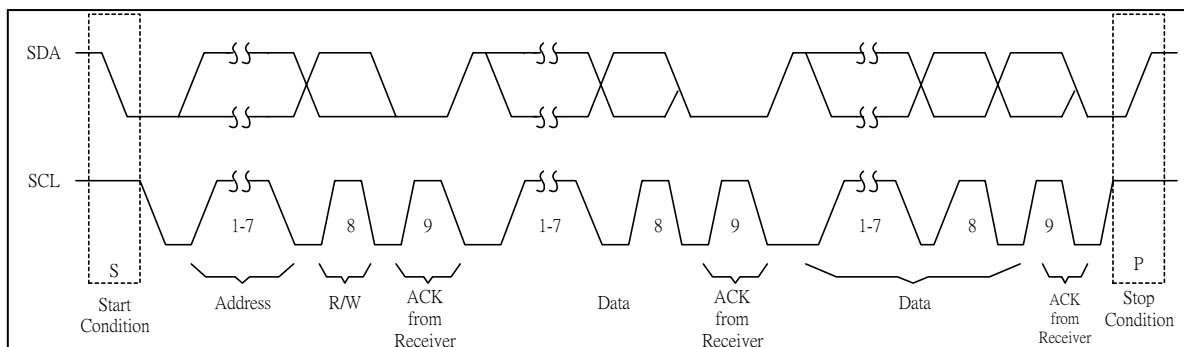 SDA
SCL
1-7
8
9
1-7
8
9
1-7
8
9
S
P
Start
Condition
Address
R/W
ACK
from
Receiver
Data
ACK
from
Receiver
Data
ACK
from
Receiver
Stop
Condition